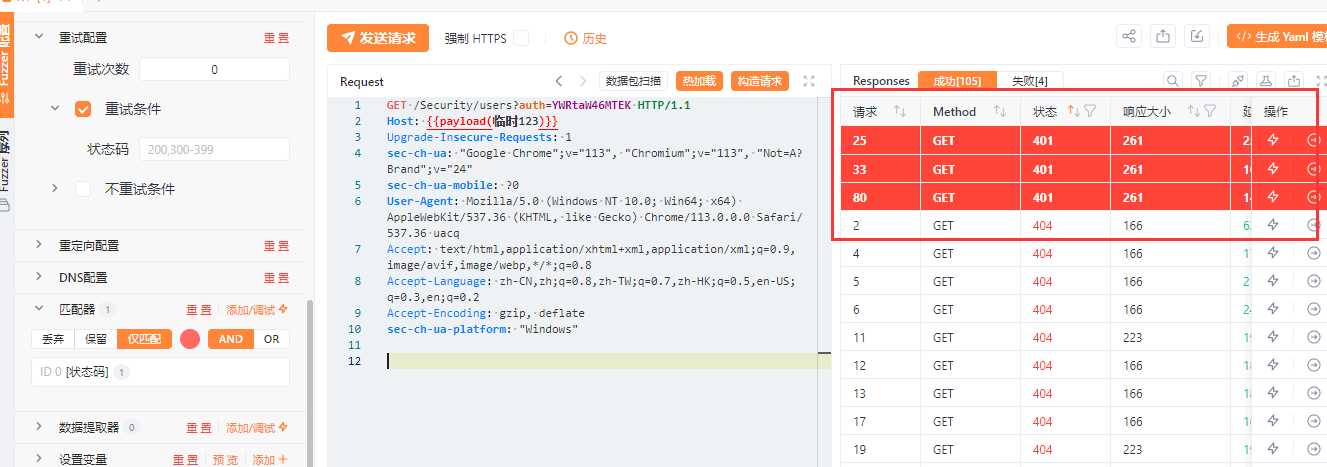 Fuzzer 配置
Fuzzer 序列
重试配置
重 置
重试次数
0
重试条件
状态码
200,300-399
不重试条件
重定向配置
重 置
DNS配置
重 置
匹配器 1
重 置
添加/调试
丢弃
保留
仅匹配
AND
OR
ID 0 [状态码] 1
数据提取器 0
重 置
添加/调试
设置变量
重 置
预 览
添加
发送请求
强制 HTTPS
历史
</> 生成 Yaml 模
Request
数据包扫描
热加载
构造请求
1 GET /Security/users?auth=YWRtaW46MTEK HTTP/1.1
2 Host: {{payload(临时123)}}
3 Upgrade-Insecure-Requests: 1
4 sec-ch-ua: "Google Chrome";v="113", "Chromium";v="113", "Not=A?
Brand";v="24"
5 sec-ch-ua-mobile: ?0
6 User-Agent: Mozilla/5.0 (Windows NT 10.0; Win64; x64)
AppleWebKit/537.36 (KHTML, like Gecko) Chrome/113.0.0.0 Safari/
537.36 uacq
7 Accept: text/html,application/xhtml+xml,application/xml;q=0.9,
image/avif,image/webp,*/*;q=0.8
8 Accept-Language: zh-CN,zh;q=0.8,zh-TW;q=0.7,zh-HK;q=0.5,en-US;
q=0.3,en;q=0.2
9 Accept-Encoding: gzip, deflate
10 sec-ch-ua-platform: "Windows"
11
12
Responses
成功[105]
失败[4]
请求 Method 状态 响应大小 操作
25 GET 401 261
33 GET 401 261
80 GET 401 261
2 GET 404 166
4 GET 404 166
5 GET 404 166
6 GET 404 166
11 GET 404 223
12 GET 404 166
13 GET 404 166
17 GET 404 166
19 GET 404 223